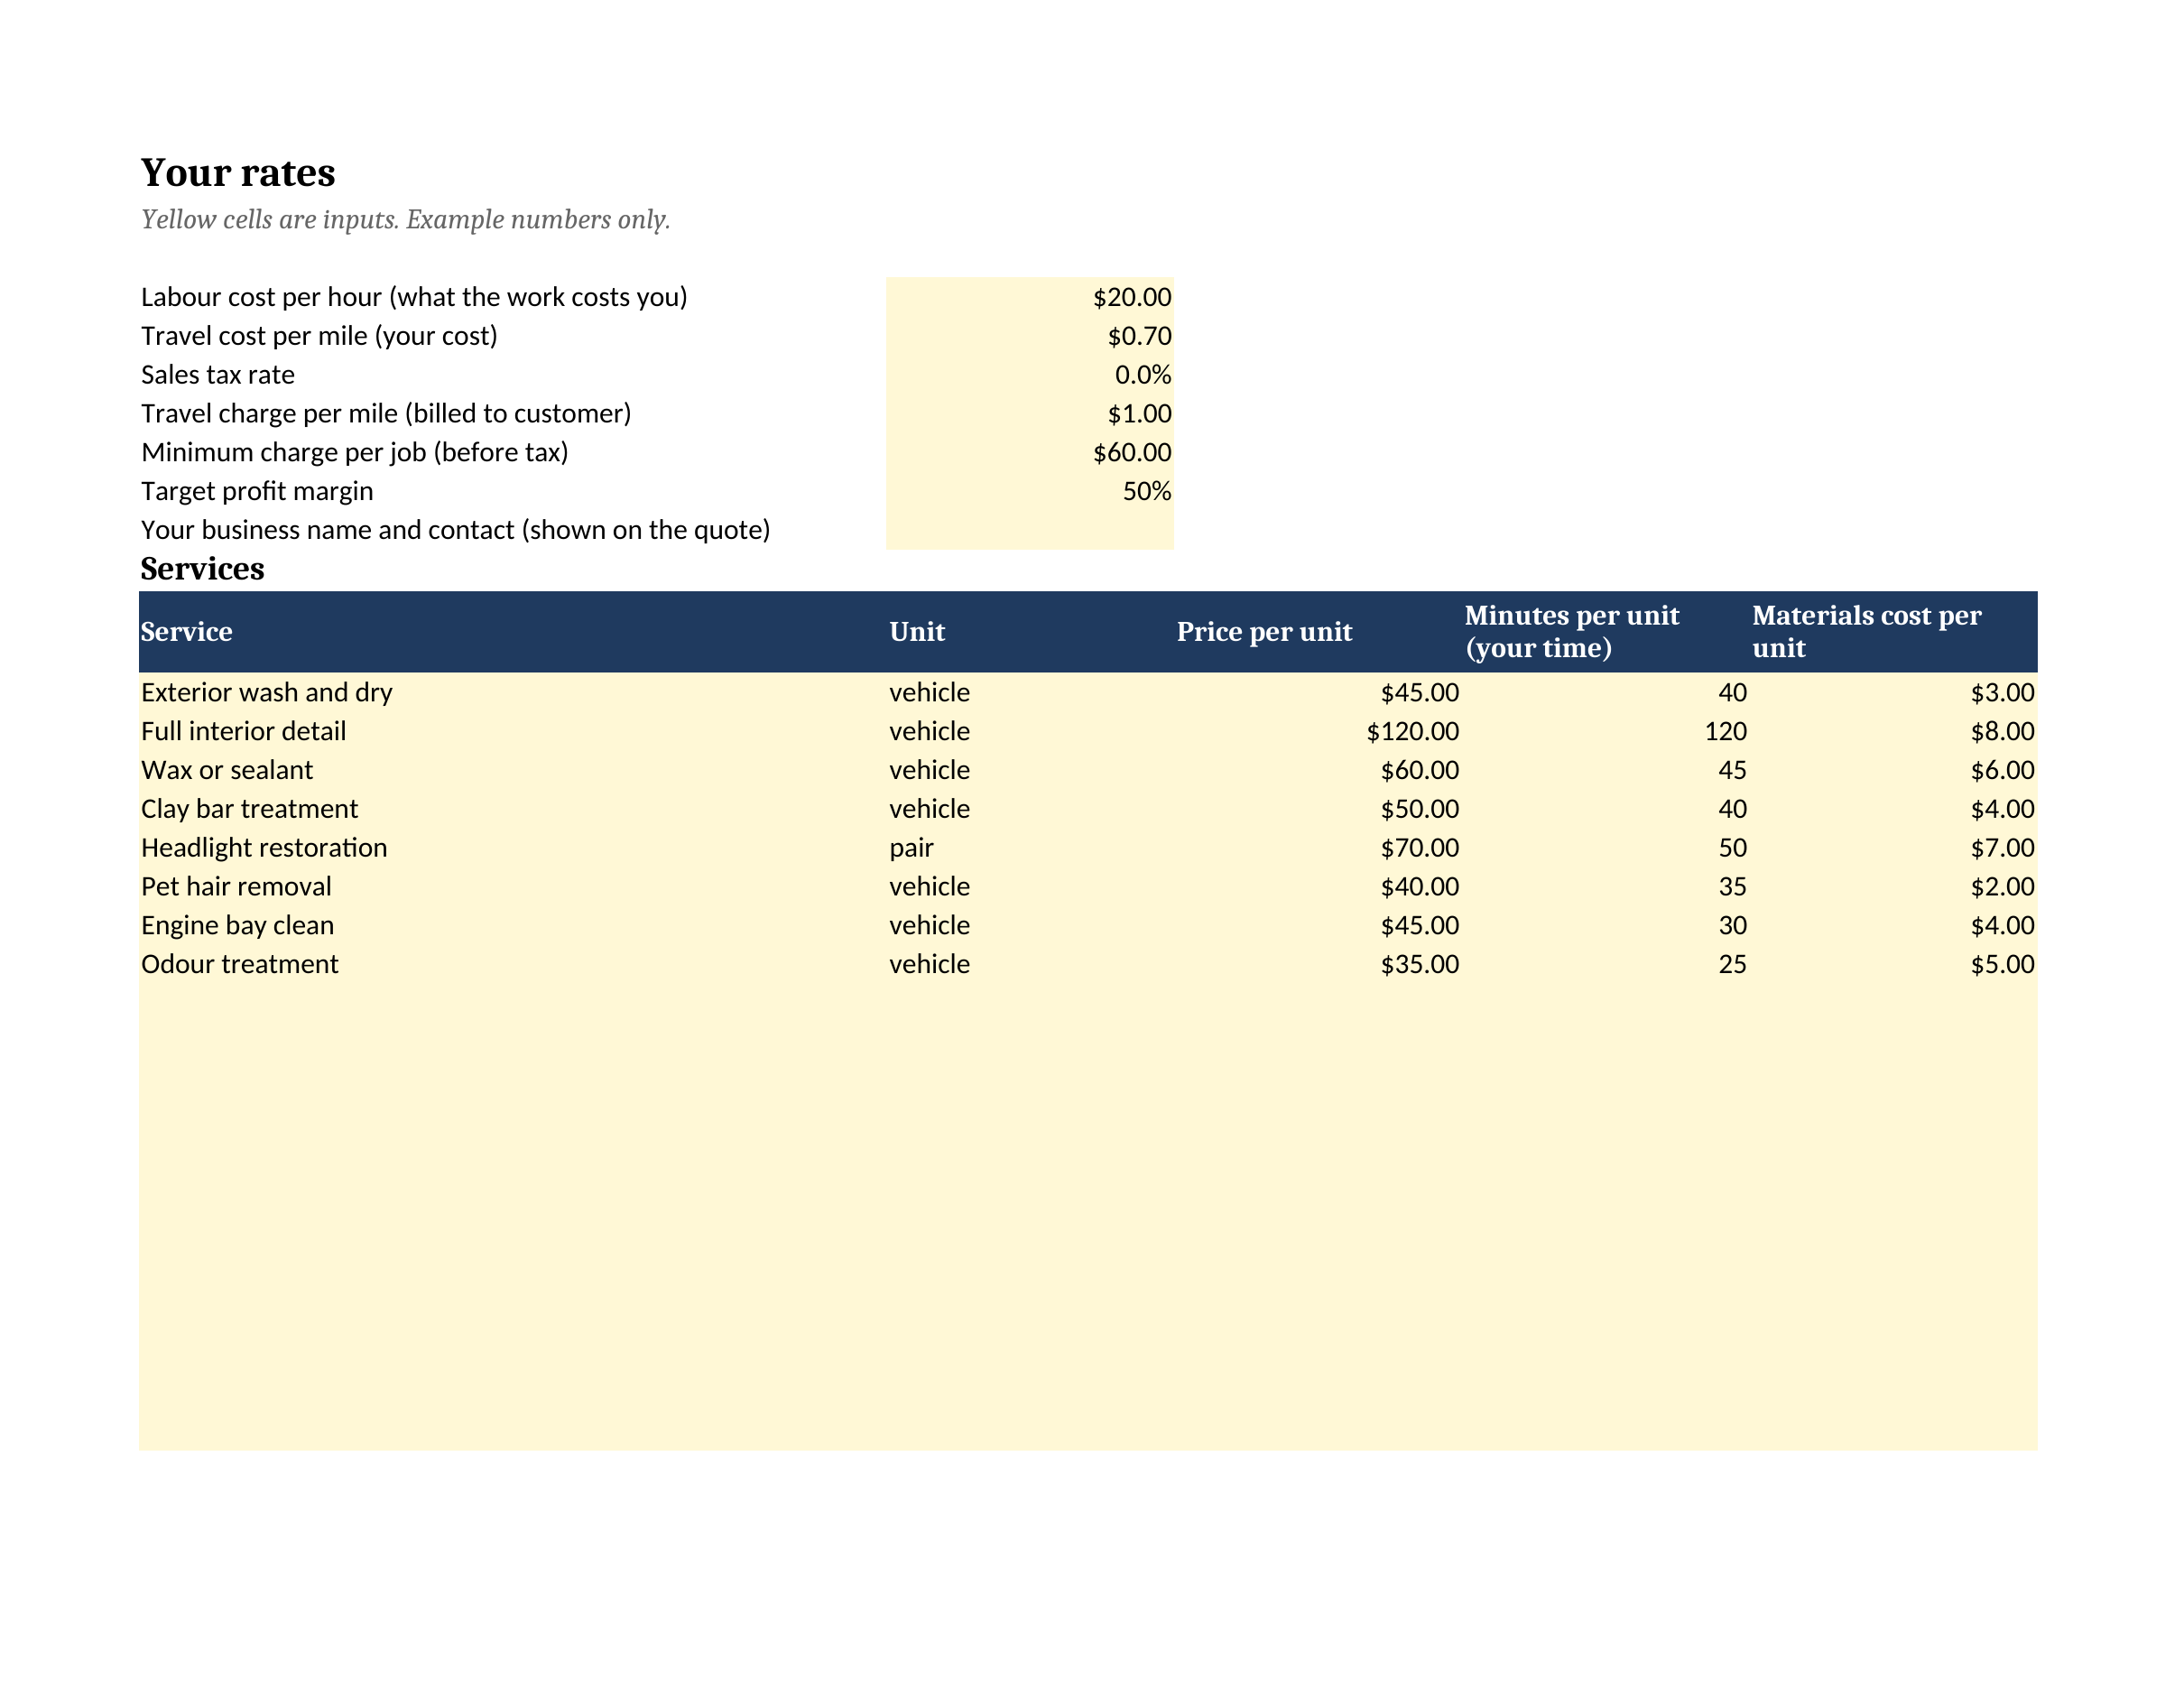 Your rates
Yellow cells are inputs. Example numbers only.
Labour cost per hour (what the work costs you) $20.00
Travel cost per mile (your cost) $0.70
Sales tax rate 0.0%
Travel charge per mile (billed to customer) $1.00
Minimum charge per job (before tax) $60.00
Target profit margin 50%
Your business name and contact (shown on the quote)
Services
Service Unit Price per unit Minutes per unit (your time) Materials cost per unit
Exterior wash and dry vehicle $45.00 40 $3.00
Full interior detail vehicle $120.00 120 $8.00
Wax or sealant vehicle $60.00 45 $6.00
Clay bar treatment vehicle $50.00 40 $4.00
Headlight restoration pair $70.00 50 $7.00
Pet hair removal vehicle $40.00 35 $2.00
Engine bay clean vehicle $45.00 30 $4.00
Odour treatment vehicle $35.00 25 $5.00